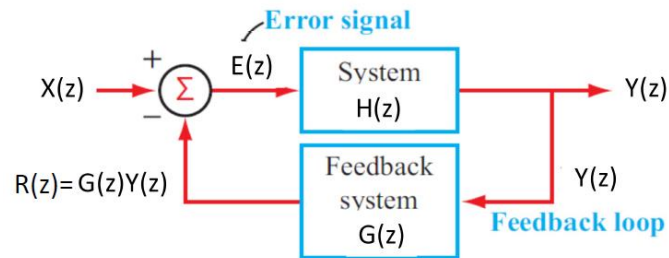 Error signal
+
E(z)
X(z)
Σ
System
H(z)
Y(z)
−
R(z)= G(z)Y(z)
Feedback
system
G(z)
Y(z)
Feedback loop